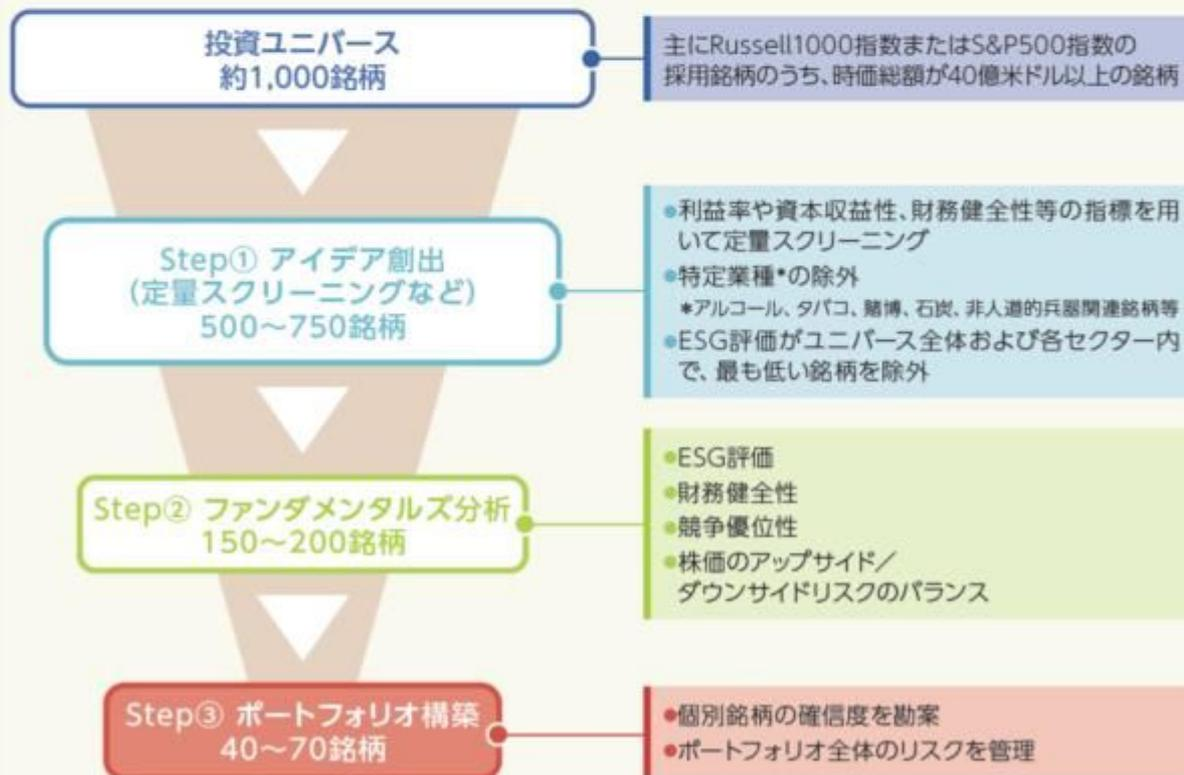 投資ユニバース
約1,000銘柄
主にRussell1000指数またはS&P500指数の
採用銘柄のうち、時価総額が40億米ドル以上の銘柄
Step① アイデア創出
(定量スクリーニングなど)
500～750銘柄
●利益率や資本収益性、財務健全性等の指標を用
いて定量スクリーニング
●特定業種*の除外
*アルコール、タバコ、賭博、石炭、非人道的兵器関連銘柄等
●ESG評価がユニバース全体および各セクター内
で、最も低い銘柄を除外
Step② ファンダメンタルズ分析
150～200銘柄
●ESG評価
●財務健全性
●競争優位性
●株価のアップサイド／
ダウンサイドリスクのバランス
Step③ ポートフォリオ構築
40～70銘柄
●個別銘柄の確信度を勘案
●ポートフォリオ全体のリスクを管理